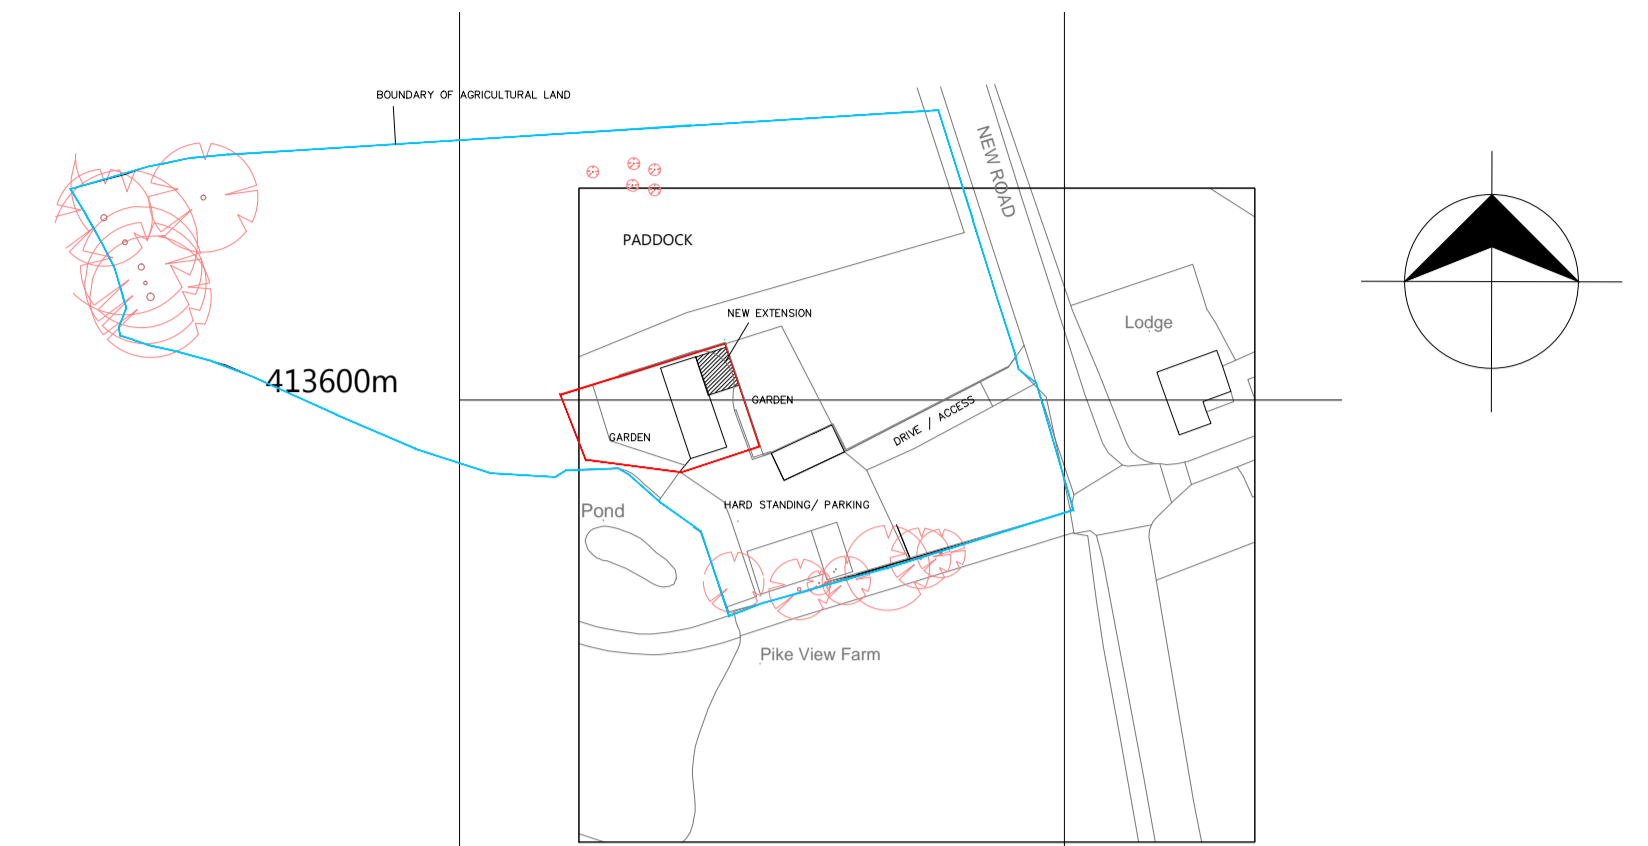 BOUNDARY OF AGRICULTURAL LAND
NEW ROAD
PADDOCK
NEW EXTENSION
Lodge
413600m
GARDEN
DRIVE / ACCESS
GARDEN
HARD STANDING/ PARKING
Pond
Pike View Farm